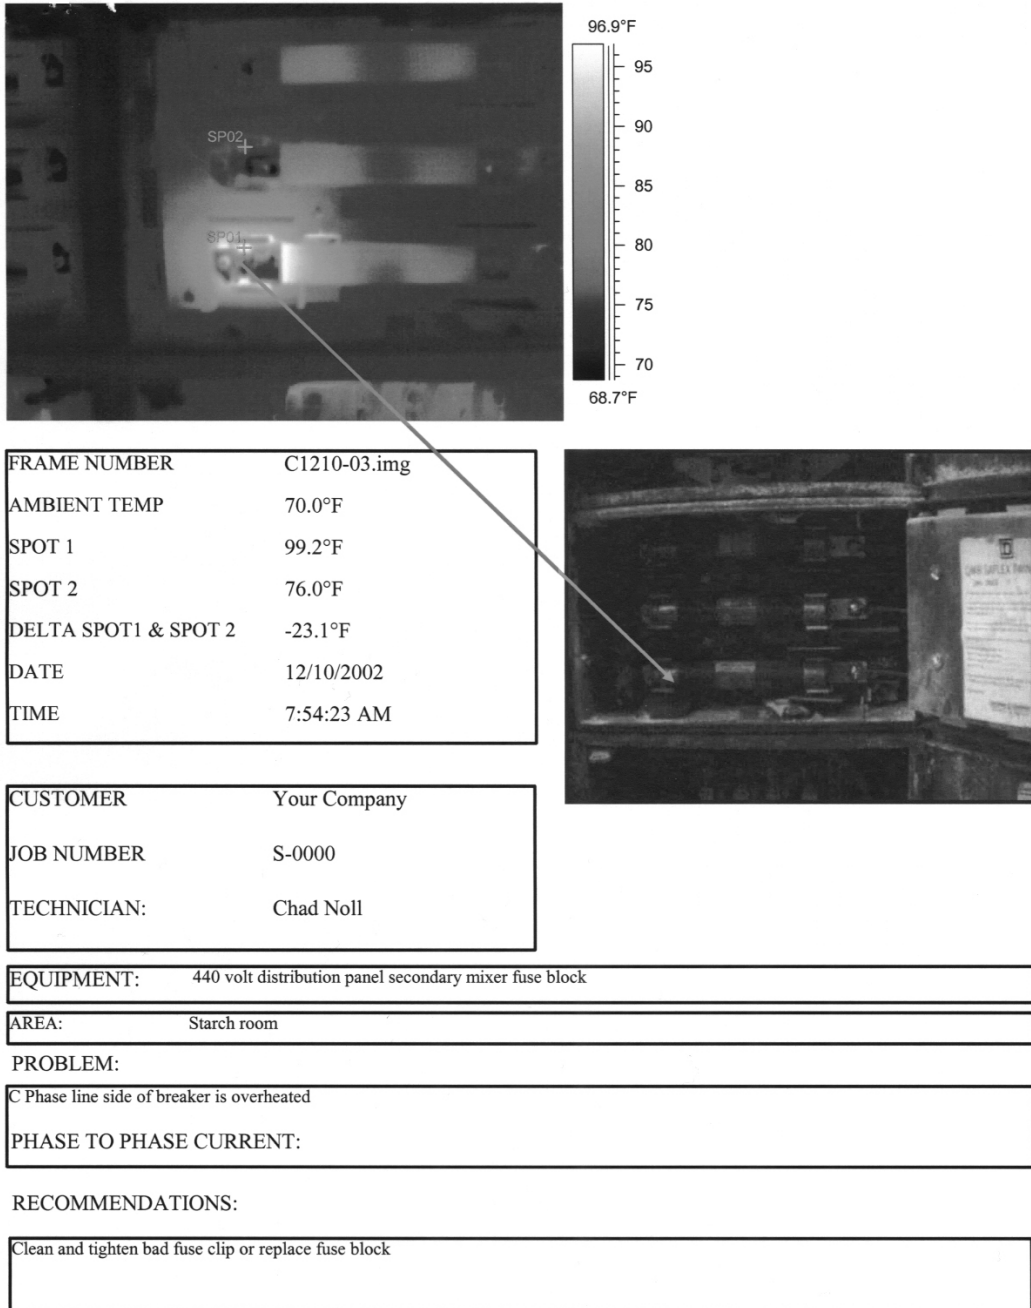 96.9°F
95
SP02
90
85
SP01
80
75
70
68.7°F
FRAME NUMBER C1210-03.img
AMBIENT TEMP 70.0°F
SPOT 1 99.2°F
SPOT 2 76.0°F
DELTA SPOT1 & SPOT 2 -23.1°F
DATE 12/10/2002
TIME 7:54:23 AM
CUSTOMER Your Company
JOB NUMBER S-0000
TECHNICIAN: Chad Noll
EQUIPMENT: 440 volt distribution panel secondary mixer fuse block
AREA: Starch room
PROBLEM:
C Phase line side of breaker is overheated
PHASE TO PHASE CURRENT:
RECOMMENDATIONS:
Clean and tighten bad fuse clip or replace fuse block